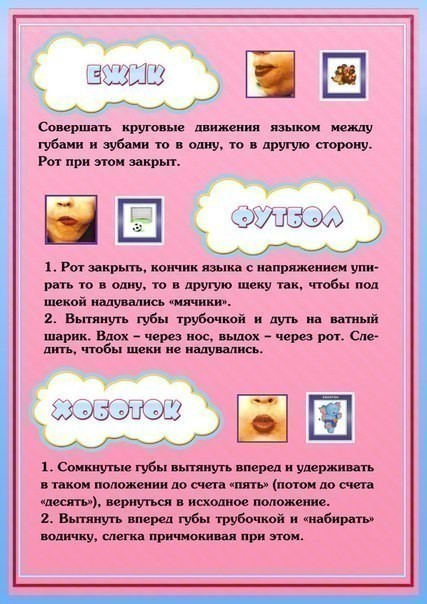 ЕЖИК
Совершать круговые движения языком между
губами и зубами то в одну, то в другую сторону.
Рот при этом закрыт.
ФУТБОЛ
1. Рот закрыть, кончик языка с напряжением упи-
рать то в одну, то в другую щеку так, чтобы под
щекой надувались «мячики».
2. Вытянуть губы трубочкой и дуть на ватный
шарик. Вдох – через нос, выдох – через рот. Сле-
дить, чтобы щеки не надувались.
ХОБОТОК
1. Сомкнутые губы вытянуть вперед и удерживать
в таком положении до счета «пять» (потом до счета
«десять»), вернуться в исходное положение.
2. Вытянуть вперед губы трубочкой и «набирать»
водичку, слегка причмокивая при этом.